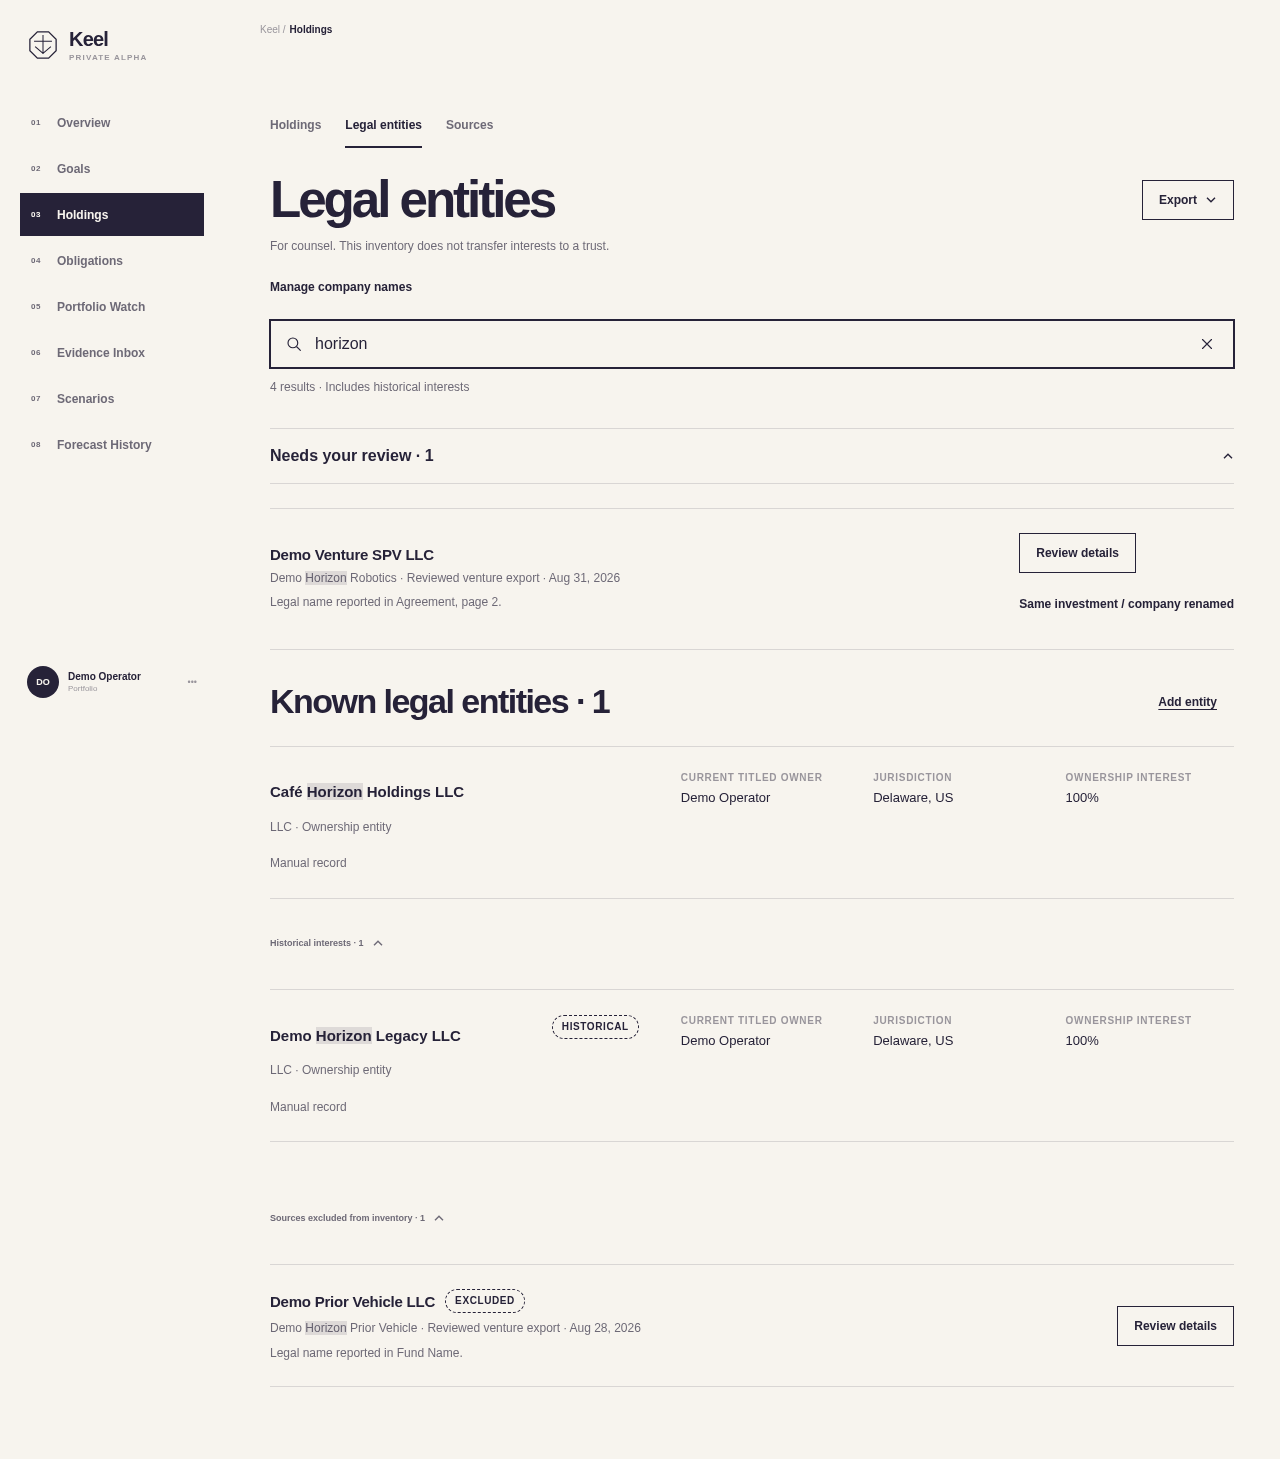 Keel
PRIVATE ALPHA
01 Overview
02 Goals
03 Holdings
04 Obligations
05 Portfolio Watch
06 Evidence Inbox
07 Scenarios
08 Forecast History
DO
Demo Operator
Portfolio
Keel / Holdings
Holdings Legal entities Sources
Legal entities
Export
For counsel. This inventory does not transfer interests to a trust.
Manage company names
horizon
4 results · Includes historical interests
Needs your review · 1
Demo Venture SPV LLC
Demo Horizon Robotics · Reviewed venture export · Aug 31, 2026
Legal name reported in Agreement, page 2.
Review details
Same investment / company renamed
Known legal entities · 1
Add entity
Café Horizon Holdings LLC
LLC · Ownership entity
Manual record
CURRENT TITLED OWNER
Demo Operator
JURISDICTION
Delaware, US
OWNERSHIP INTEREST
100%
Historical interests · 1
Demo Horizon Legacy LLC
HISTORICAL
LLC · Ownership entity
Manual record
CURRENT TITLED OWNER
Demo Operator
JURISDICTION
Delaware, US
OWNERSHIP INTEREST
100%
Sources excluded from inventory · 1
Demo Prior Vehicle LLC
EXCLUDED
Demo Horizon Prior Vehicle · Reviewed venture export · Aug 28, 2026
Legal name reported in Fund Name.
Review details